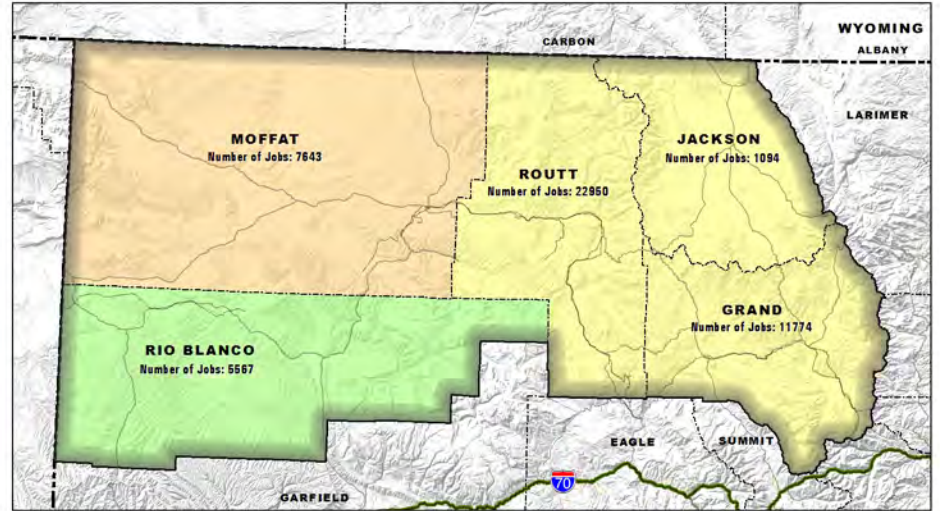 WYOMING
CARBON
ALBANY
LARIMER
MOFFAT
Number of Jobs: 7643
JACKSON
Number of Jobs: 1094
ROUTT
Number of Jobs: 22950
GRAND
Number of Jobs: 11774
RIO BLANCO
Number of Jobs: 5567
EAGLE
SUMMIT
70
GARFIELD